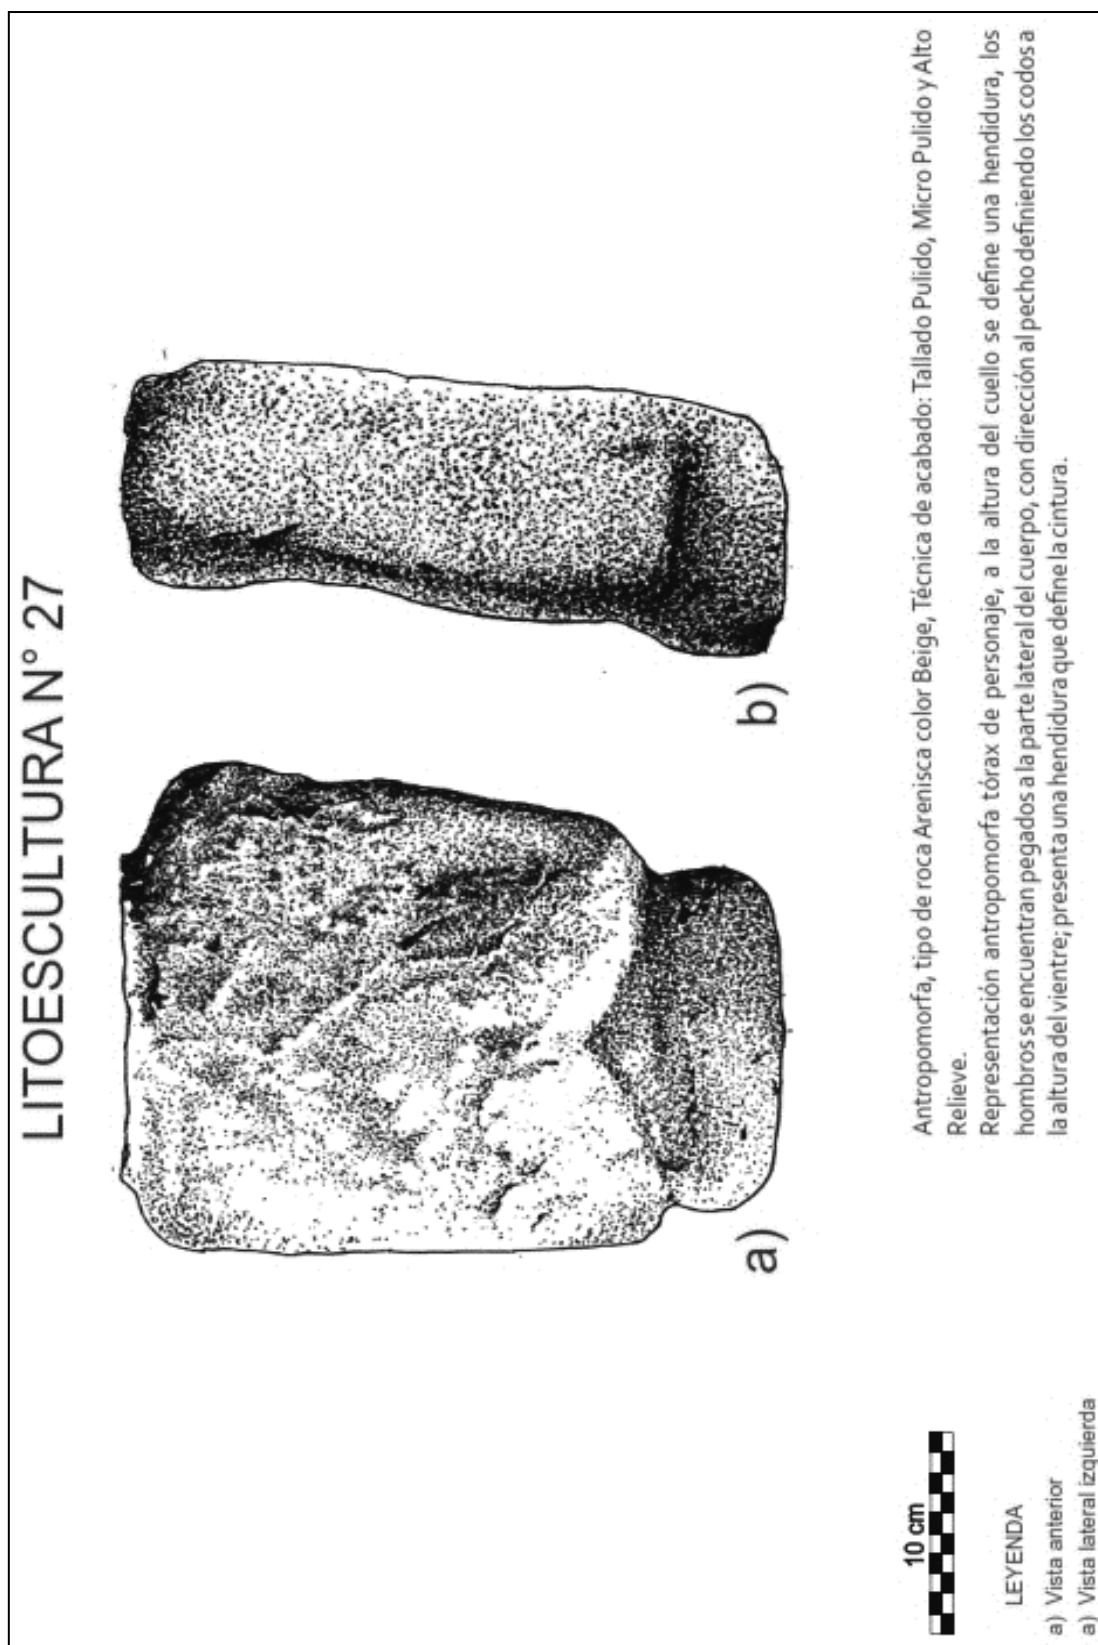 LITOESCULTURA N° 27
a)
b)
10 cm
LEYENDA
a) Vista anterior
a) Vista lateral izquierda
Antropomorfa, tipo de roca Arenisca color Beige, Técnica de acabado: Tallado Pulido, Micro Pulido y Alto
Relieve.
Representación antropomorfa tórax de personaje, a la altura del cuello se define una hendidura, los
hombros se encuentran pegados a la parte lateral del cuerpo, con dirección al pecho definiendo los codos a
la altura del vientre; presenta una hendidura que define la cintura.